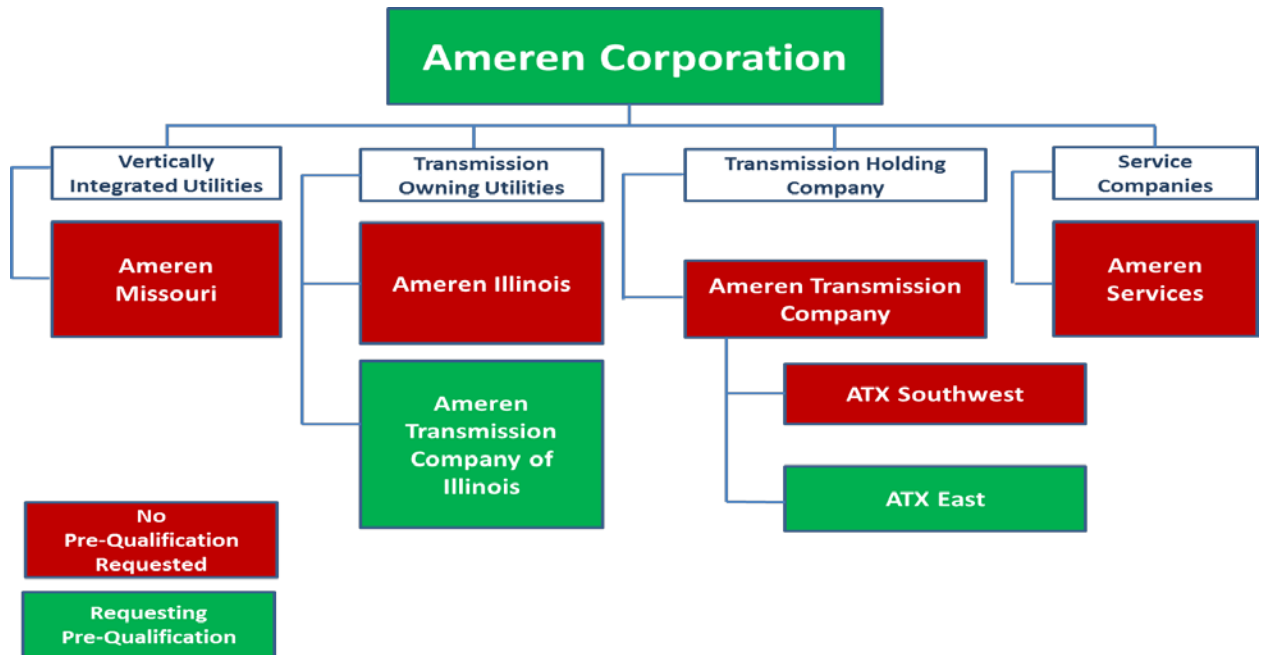 Ameren Corporation
Vertically
Integrated Utilities
Transmission
Owning Utilities
Transmission Holding
Company
Service
Companies
Ameren
Missouri
Ameren Illinois
Ameren Transmission
Company
Ameren
Services
Ameren
Transmission
Company of
Illinois
ATX Southwest
ATX East
No
Pre-Qualification
Requested
Requesting
Pre-Qualification